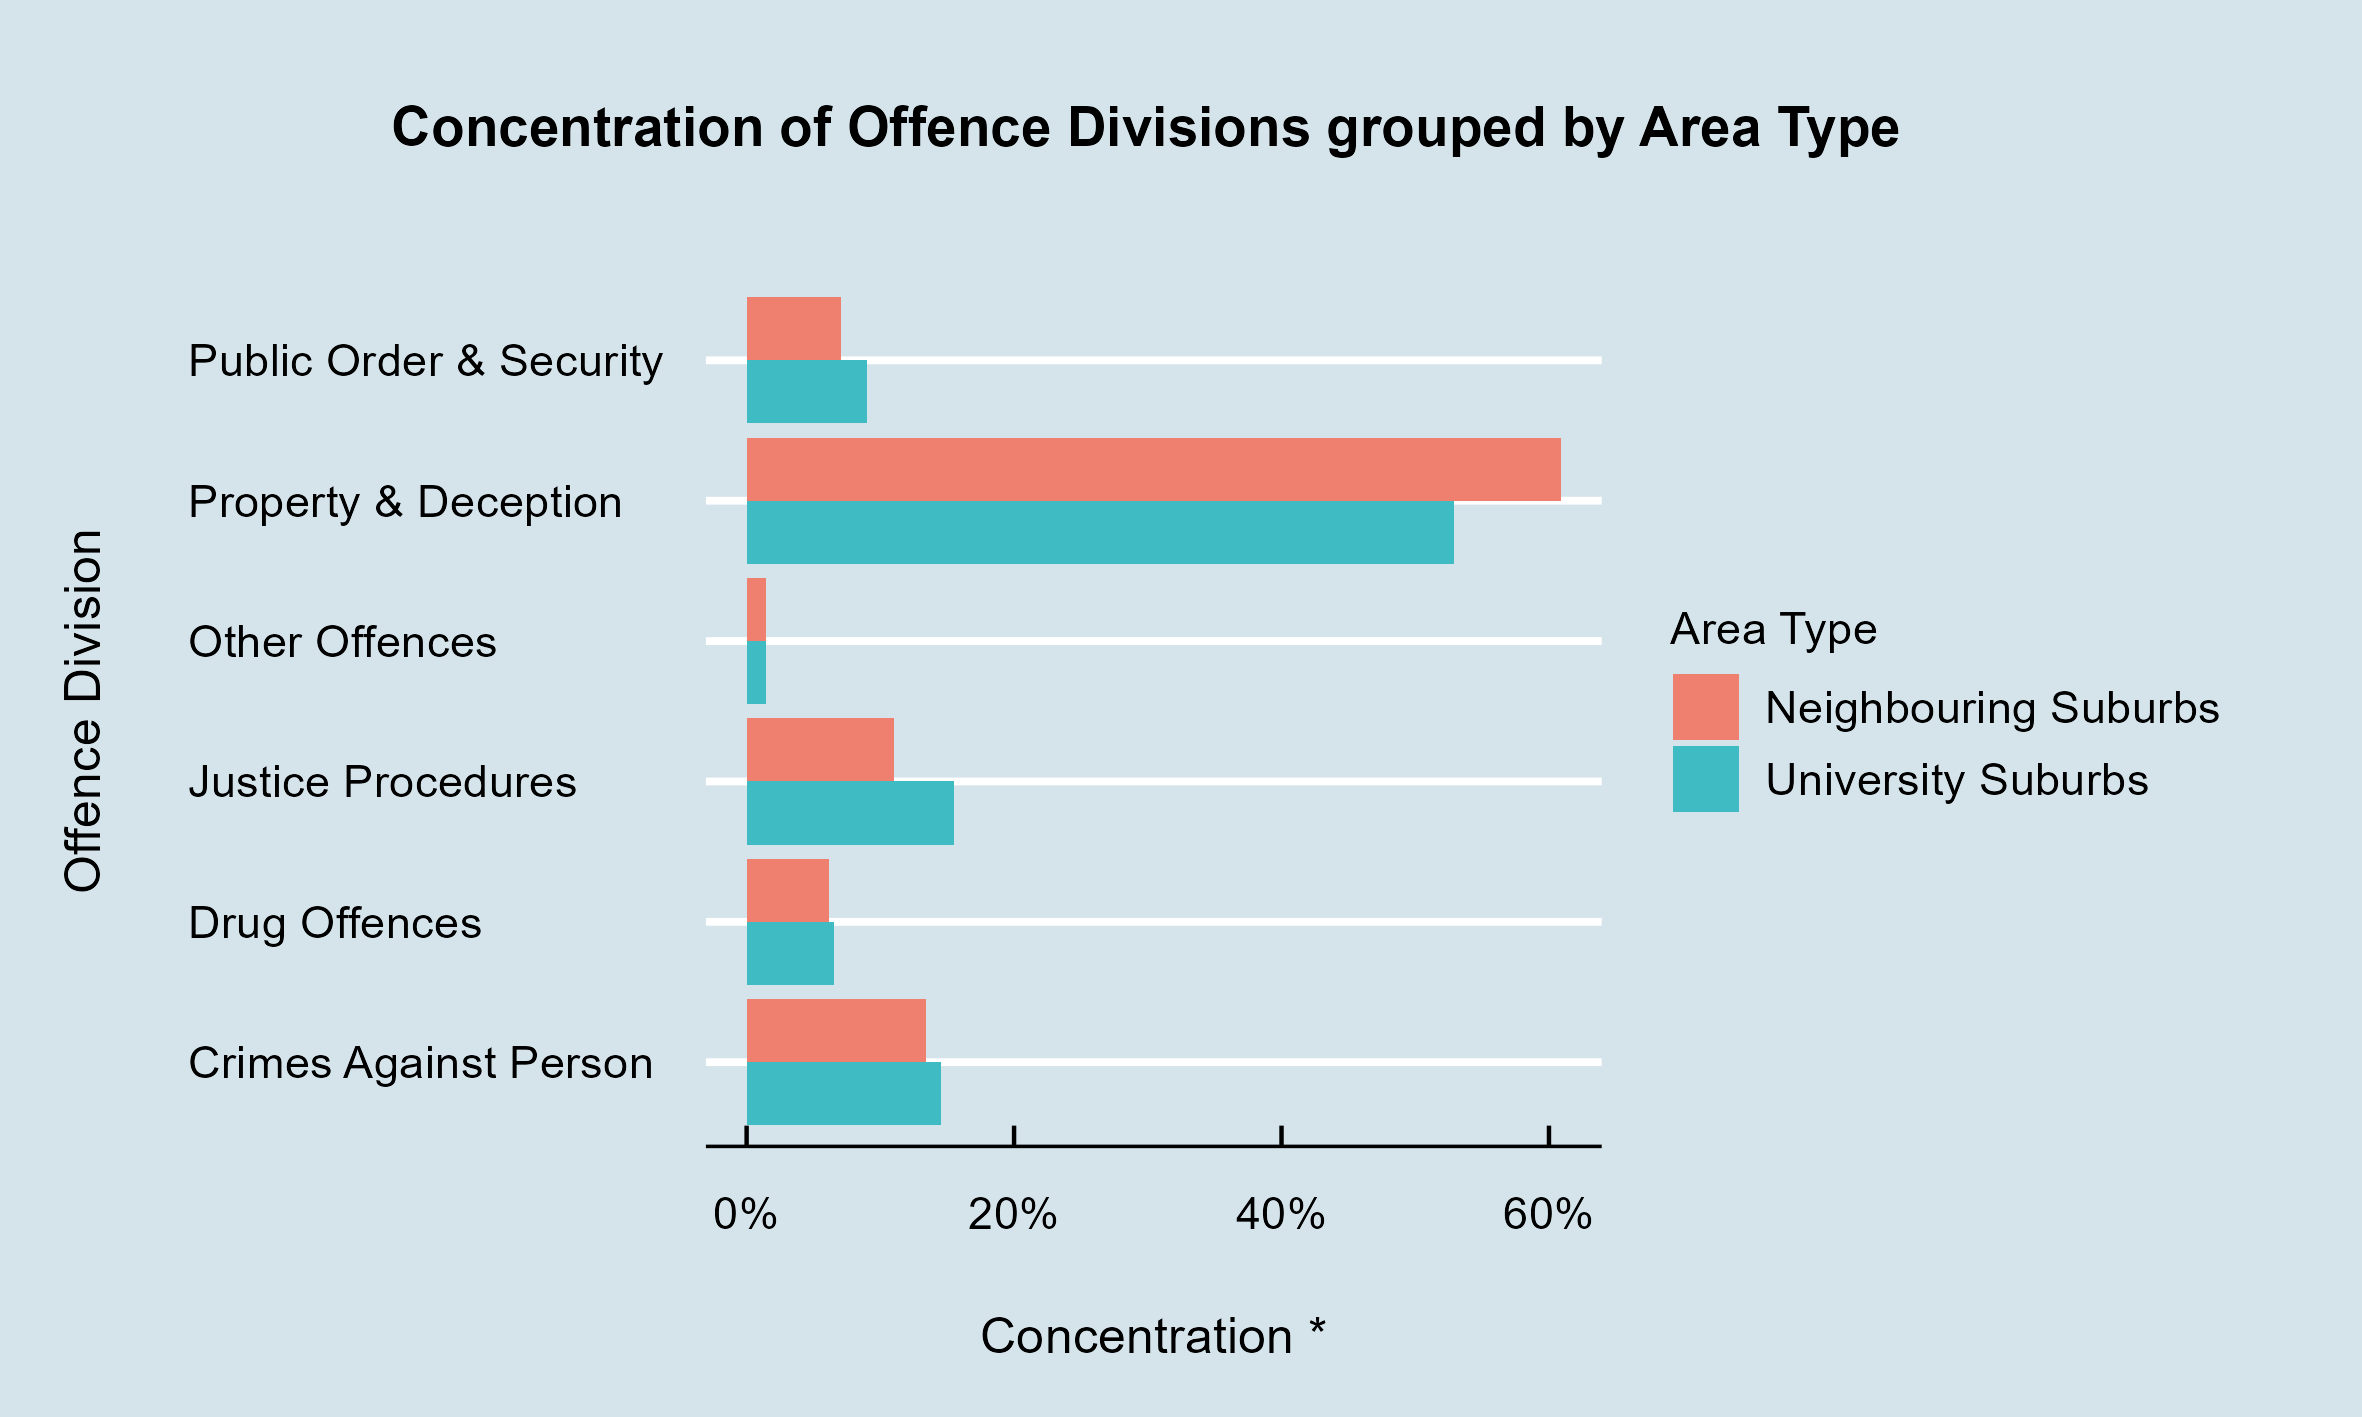 Concentration of Offence Divisions grouped by Area Type
Offence Division
Public Order & Security
Property & Deception
Other Offences
Justice Procedures
Drug Offences
Crimes Against Person
0% 20% 40% 60%
Concentration *
Area Type
Neighbouring Suburbs
University Suburbs